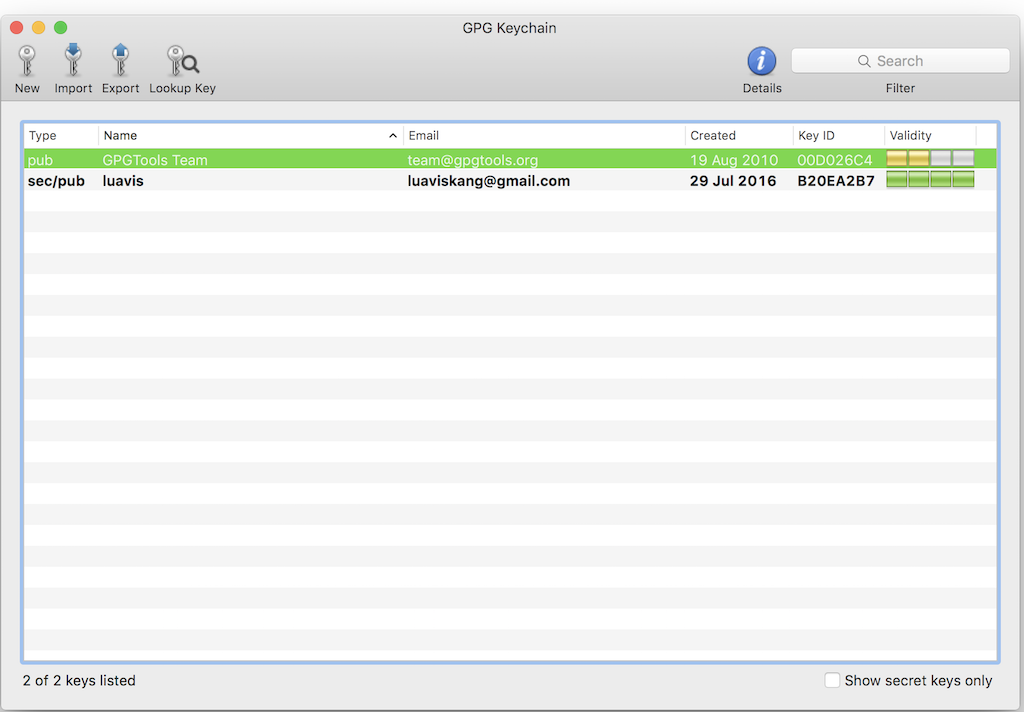 GPG Keychain
New Import Export Lookup Key Details Search Filter
Type Name Email Created Key ID Validity
pub GPGTools Team team@gpgtools.org 19 Aug 2010 00D026C4
sec/pub luavis luaviskang@gmail.com 29 Jul 2016 B20EA2B7
2 of 2 keys listed Show secret keys only